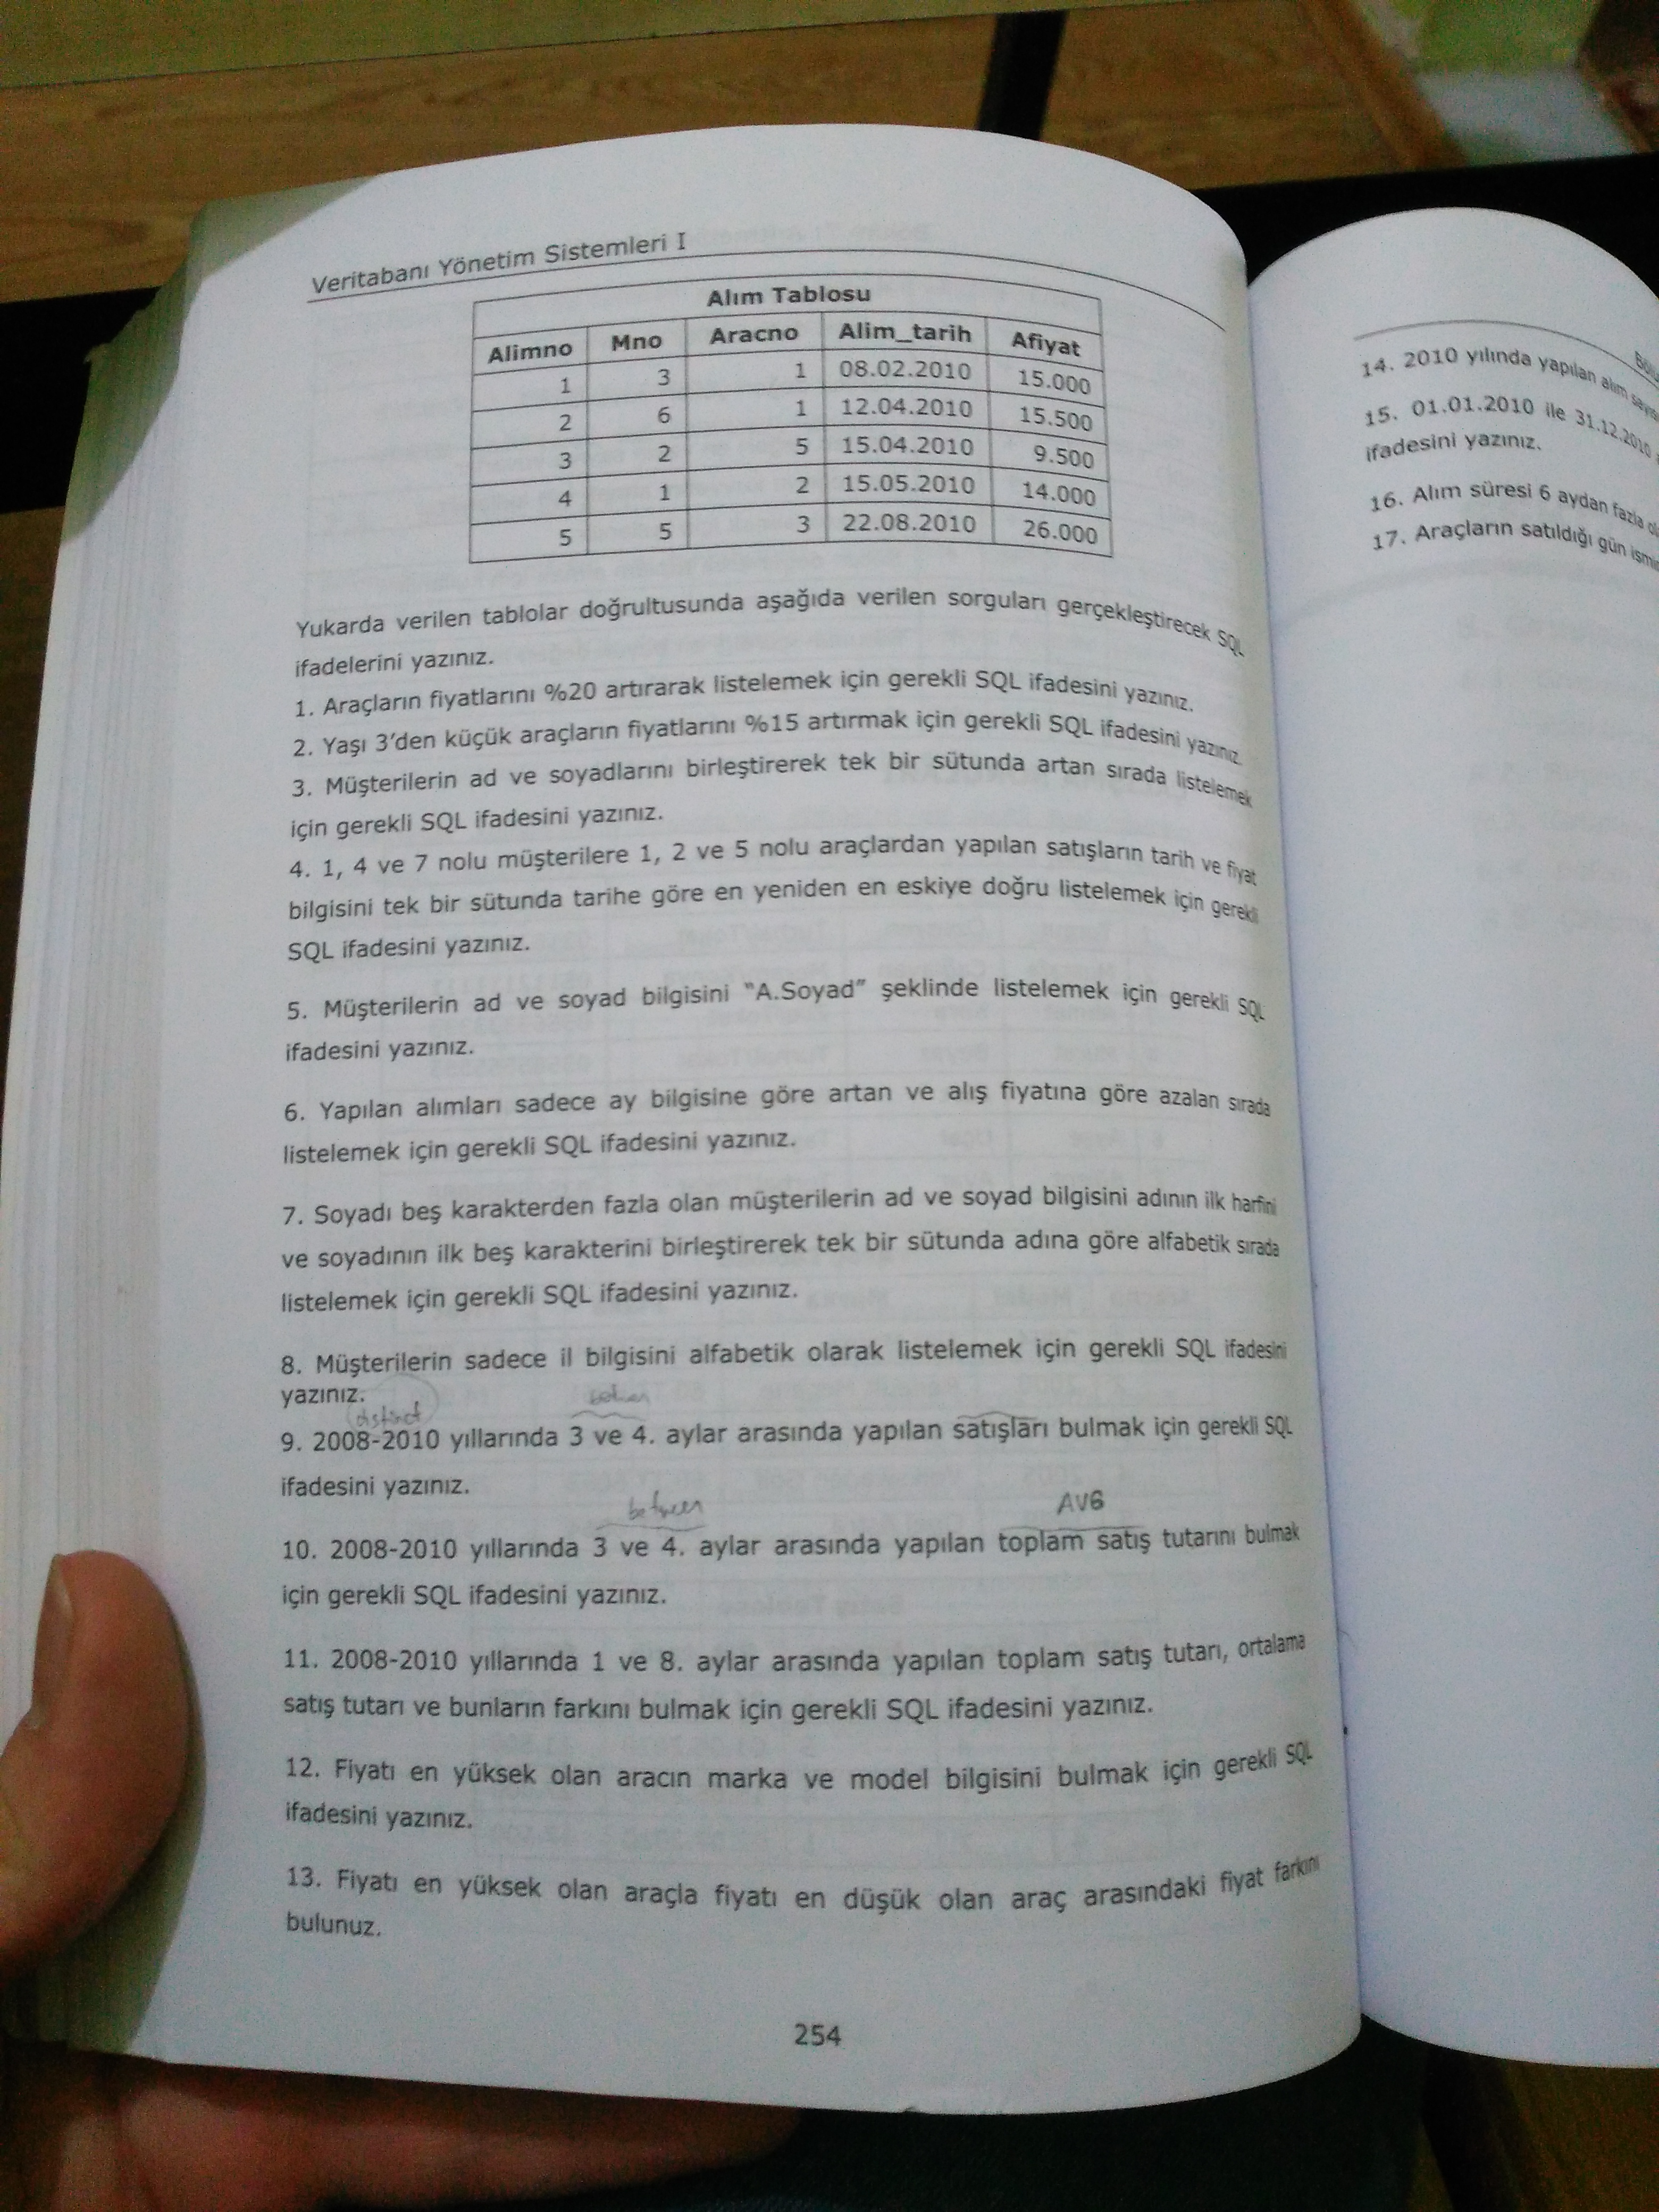 Veritabanı Yönetim Sistemleri I
Alım Tablosu
Alimno Mno Aracno Alim_tarih Afiyat
1 3 1 08.02.2010 15.000
2 6 1 12.04.2010 15.500
3 2 5 15.04.2010 9.500
4 1 2 15.05.2010 14.000
5 5 3 22.08.2010 26.000
Yukarda verilen tablolar doğrultusunda aşağıda verilen sorguları gerçekleştirecek SQL
ifadelerini yazınız.
1. Araçların fiyatlarını %20 artırarak listelemek için gerekli SQL ifadesini yazınız.
2. Yaşı 3'den küçük araçların fiyatlarını %15 artırmak için gerekli SQL ifadesini yazınız.
3. Müşterilerin ad ve soyadlarını birleştirerek tek bir sütunda artan sırada listelemek
için gerekli SQL ifadesini yazınız.
4. 1, 4 ve 7 nolu müşterilere 1, 2 ve 5 nolu araçlardan yapılan satışların tarih ve fiyat
bilgisini tek bir sütunda tarihe göre en yeniden en eskiye doğru listelemek için gerekli
SQL ifadesini yazınız.
5. Müşterilerin ad ve soyad bilgisini "A.Soyad" şeklinde listelemek için gerekli SQL
ifadesini yazınız.
6. Yapılan alımları sadece ay bilgisine göre artan ve alış fiyatına göre azalan sırada
listelemek için gerekli SQL ifadesini yazınız.
7. Soyadı beş karakterden fazla olan müşterilerin ad ve soyad bilgisini adının ilk harfini
ve soyadının ilk beş karakterini birleştirerek tek bir sütunda adına göre alfabetik sırada
listelemek için gerekli SQL ifadesini yazınız.
8. Müşterilerin sadece il bilgisini alfabetik olarak listelemek için gerekli SQL ifadesini
yazınız.
distinct
9. 2008-2010 yıllarında 3 ve 4. aylar arasında yapılan satışları bulmak için gerekli SQL
ifadesini yazınız.
between AVG
10. 2008-2010 yıllarında 3 ve 4. aylar arasında yapılan toplam satış tutarını bulmak
için gerekli SQL ifadesini yazınız.
11. 2008-2010 yıllarında 1 ve 8. aylar arasında yapılan toplam satış tutarı, ortalama
satış tutarı ve bunların farkını bulmak için gerekli SQL ifadesini yazınız.
12. Fiyatı en yüksek olan aracın marka ve model bilgisini bulmak için gerekli SQL
ifadesini yazınız.
13. Fiyatı en yüksek olan araçla fiyatı en düşük olan araç arasındaki fiyat farkını
bulunuz.
254
14. 2010 yılında yapılan alım
15. 01.01.2010 ile 31.12.2010
ifadesini yazınız.
16. Alım süresi 6 aydan fazla
17. Araçların satıldığı gün